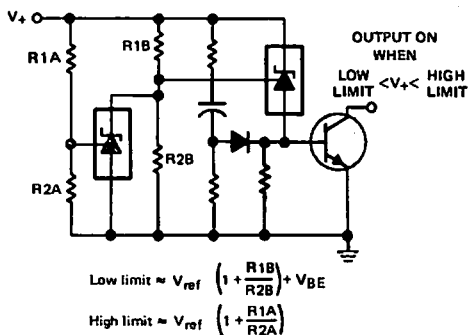 V+
R1A
R1B
R2A
R2B
OUTPUT ON
WHEN
LOW LIMIT <V+< HIGH LIMIT
Low limit ≈ Vref (1 + R1B/R2B) + VBE
High limit ≈ Vref (1 + R1A/R2A)